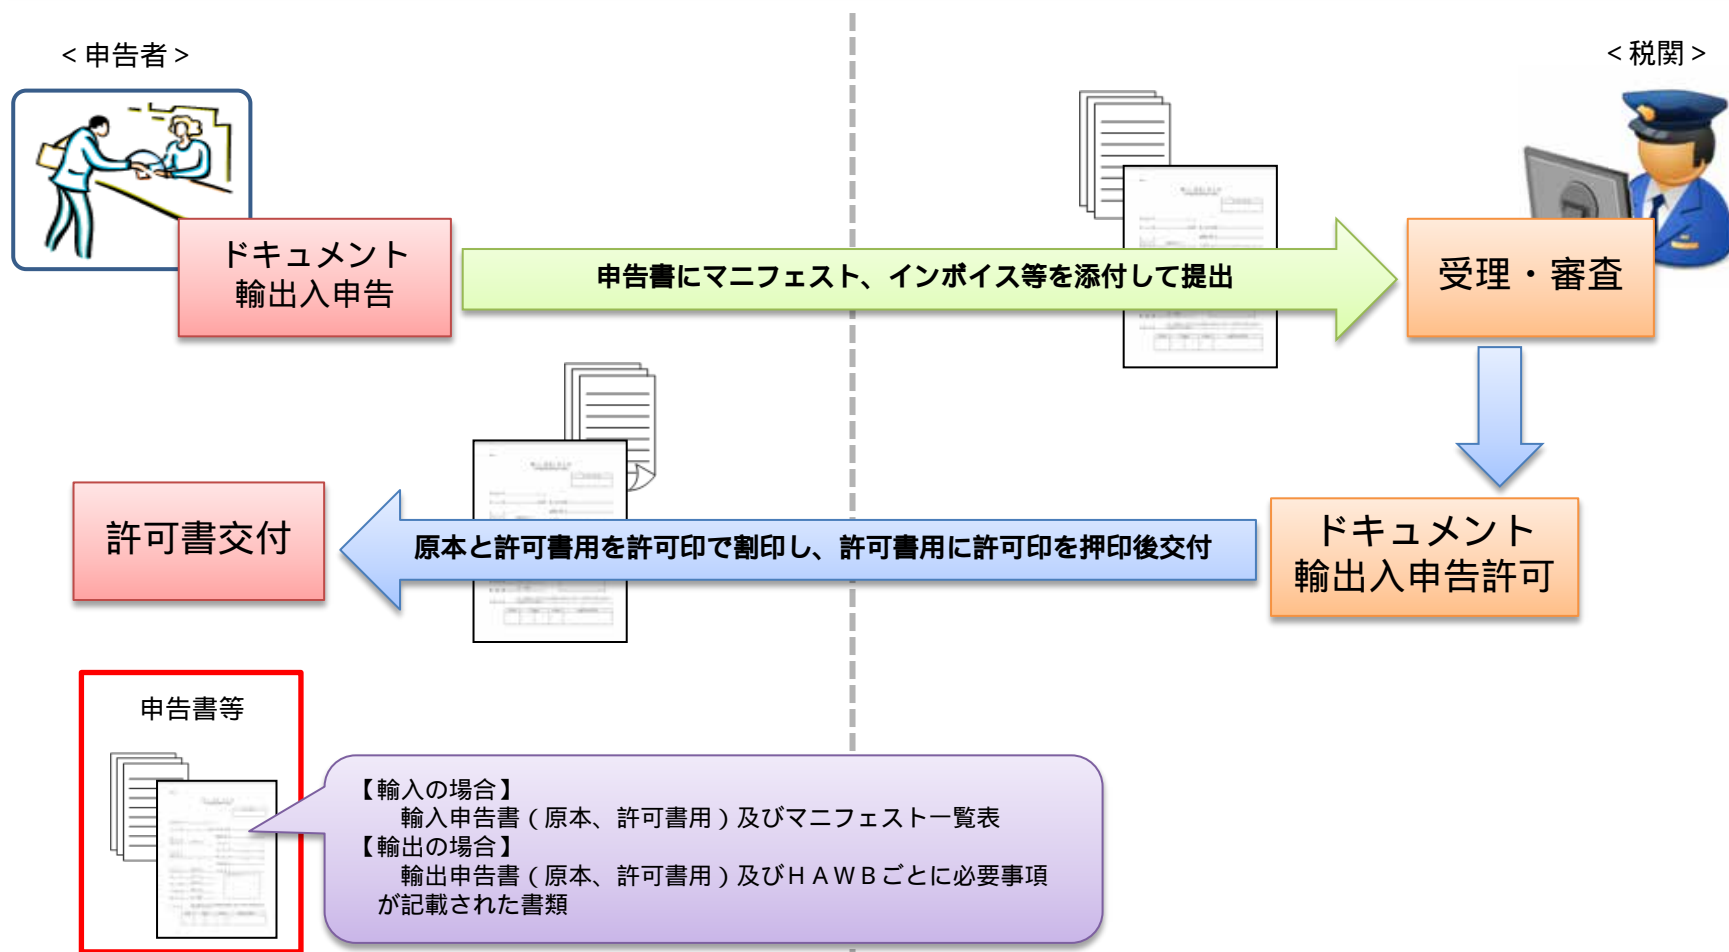 ＜申告者＞
＜税関＞
ドキュメント
輸出入申告
申告書にマニフェスト、インボイス等を添付して提出
受理・審査
許可書交付
原本と許可書用を許可印で割印し、許可書用に許可印を押印後交付
ドキュメント
輸出入申告許可
申告書等
【輸入の場合】
輸入申告書（原本、許可書用）及びマニフェスト一覧表
【輸出の場合】
輸出申告書（原本、許可書用）及びＨＡＷＢごとに必要事項
が記載された書類